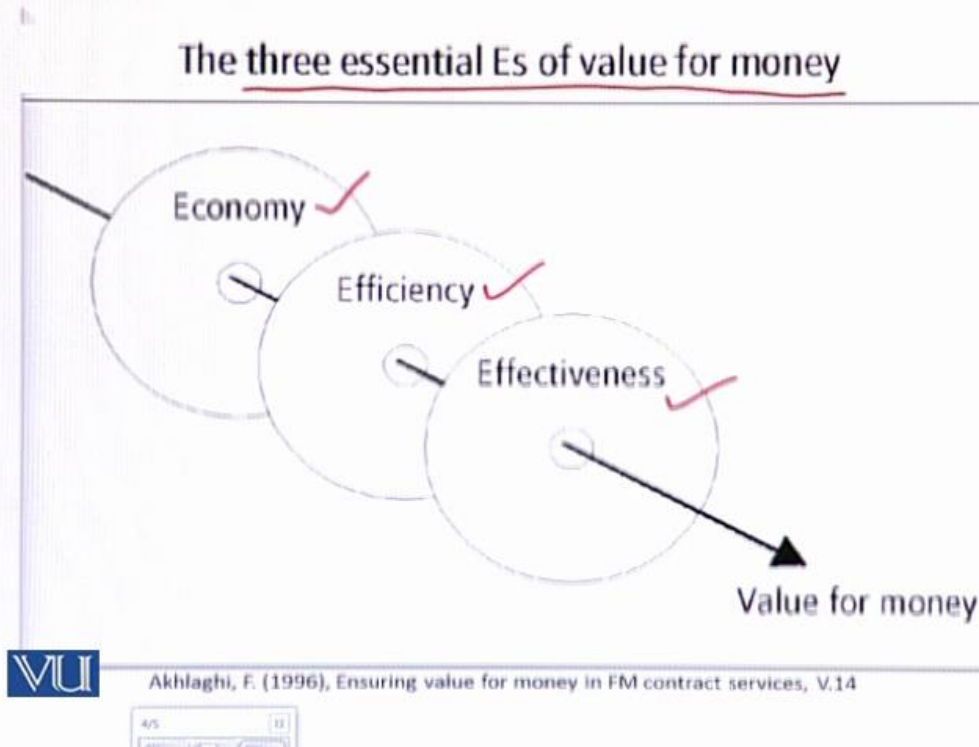 The three essential Es of value for money
Economy
Efficiency
Effectiveness
Value for money
VU
Akhlaghi, F. (1996), Ensuring value for money in FM contract services, V.14
4/5